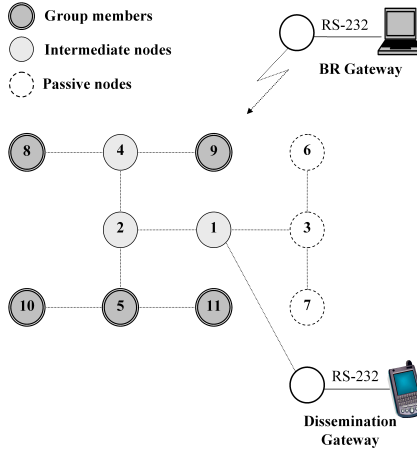 Group members
RS-232
Intermediate nodes
BR Gateway
Passive nodes
8
4
9
6
2
1
3
10
5
11
7
RS-232
Dissemination
Gateway